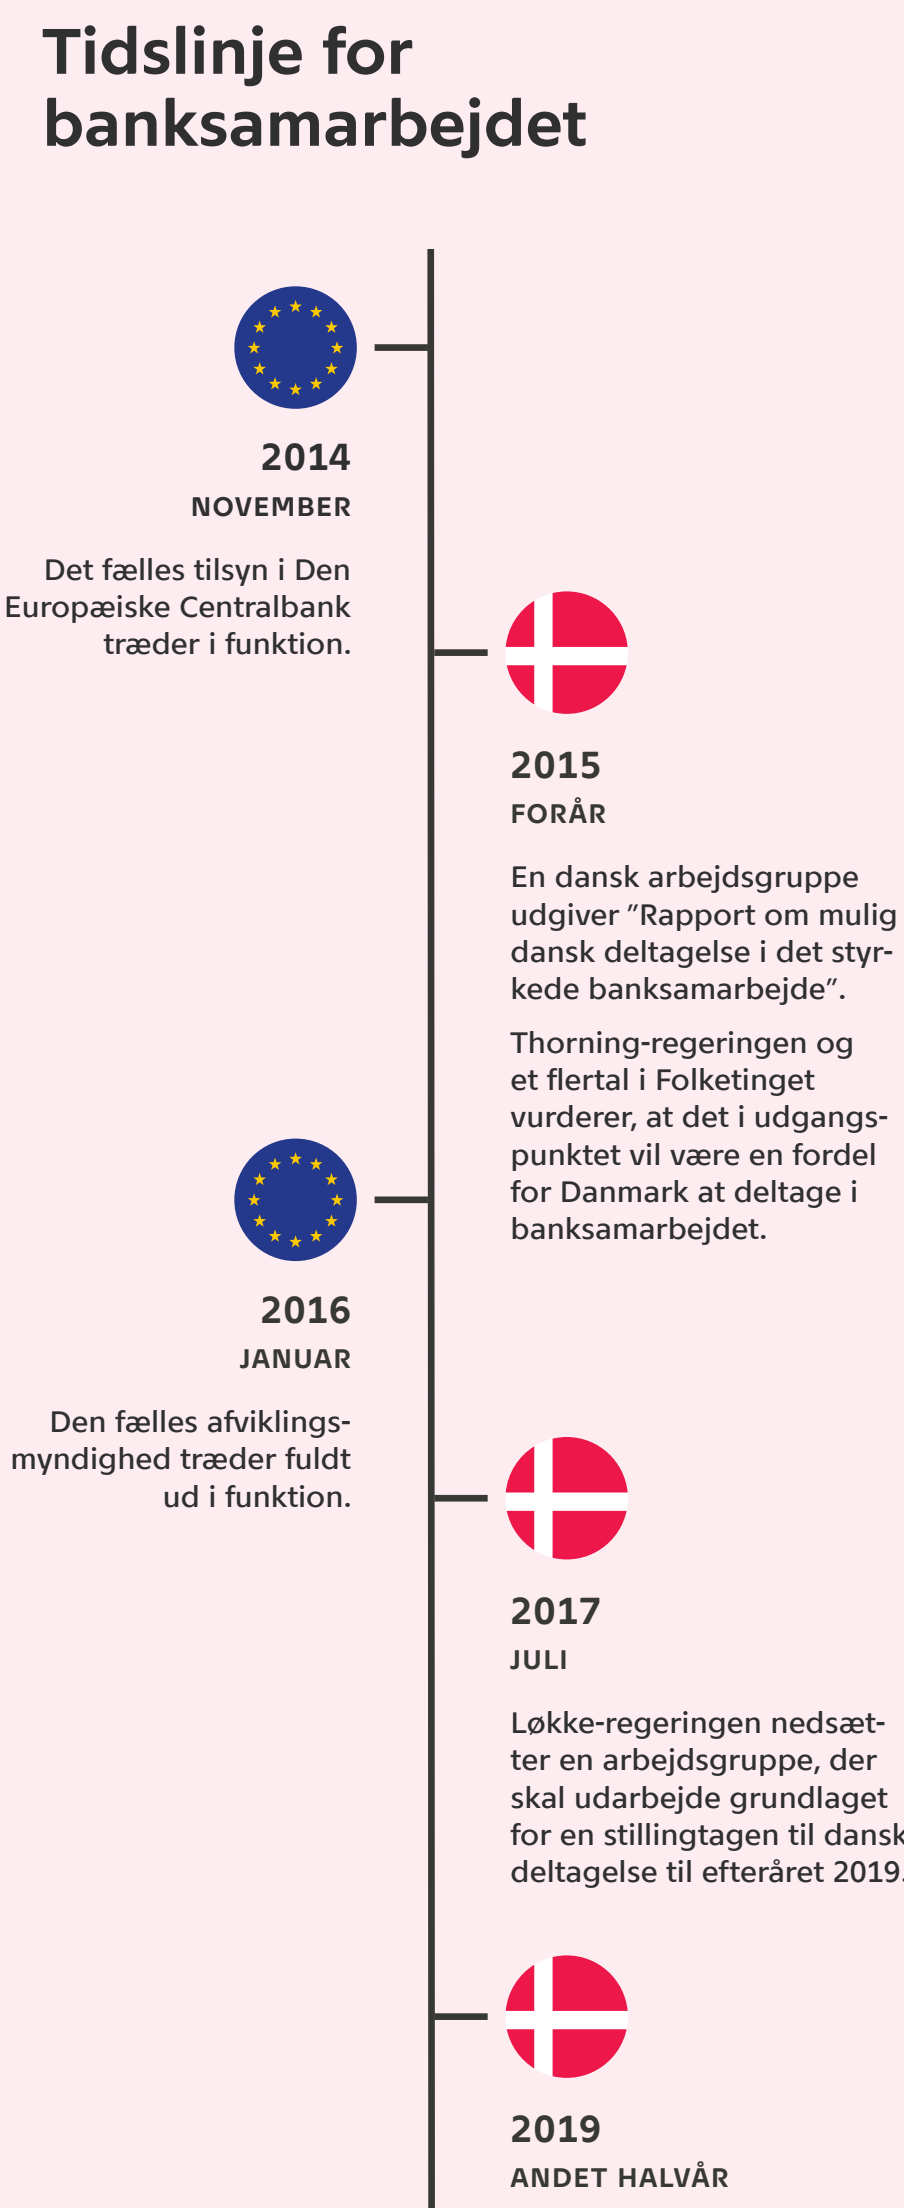 Tidslinje for
banksamarbejdet
2014
NOVEMBER
Det fælles tilsyn i Den
Europæiske Centralbank
træder i funktion.
2015
FORÅR
En dansk arbejdsgruppe
udgiver ”Rapport om mulig
dansk deltagelse i det styr-
kede banksamarbejde”.
Thorning-regeringen og
et flertal i Folketinget
vurderer, at det i udgangs-
punktet vil være en fordel
for Danmark at deltage i
banksamarbejdet.
2016
JANUAR
Den fælles afviklings-
myndighed træder fuldt
ud i funktion.
2017
JULI
Løkke-regeringen nedsæt-
ter en arbejdsgruppe, der
skal udarbejde grundlaget
for en stillingtagen til dansk
deltagelse til efteråret 2019.
2019
ANDET HALVÅR